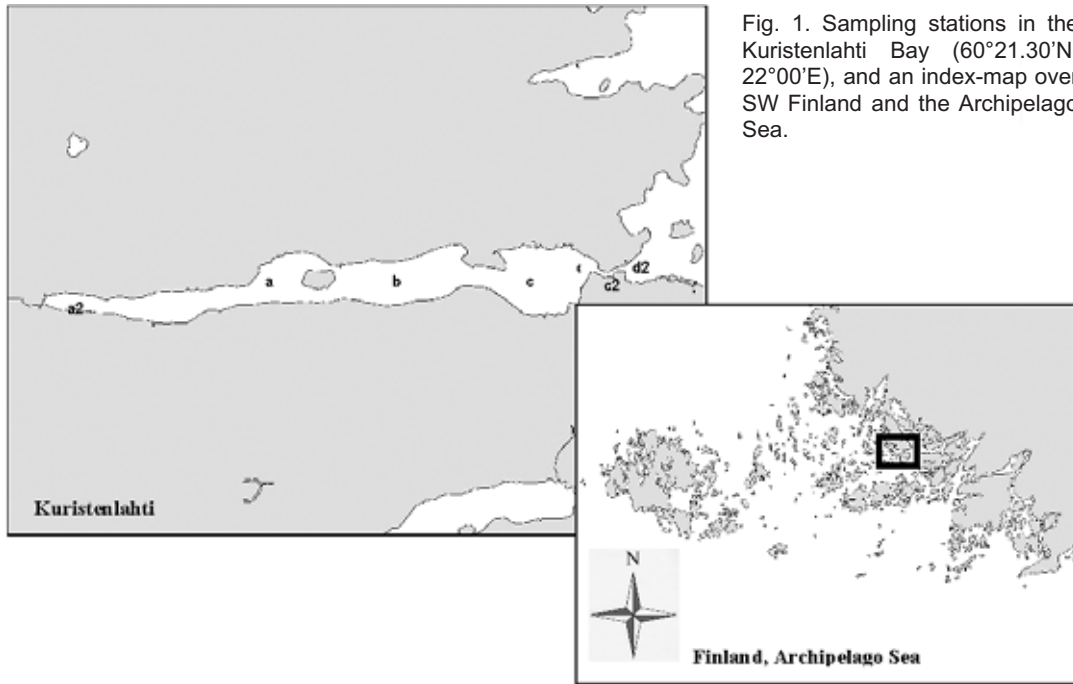 Fig. 1. Sampling stations in the
Kuristenlahti Bay (60°21.30’N
22°00’E), and an index-map over
SW Finland and the Archipelago
Sea.
a
b
c
d2
c2
a2
Kuristenlahti
N
Finland, Archipelago Sea